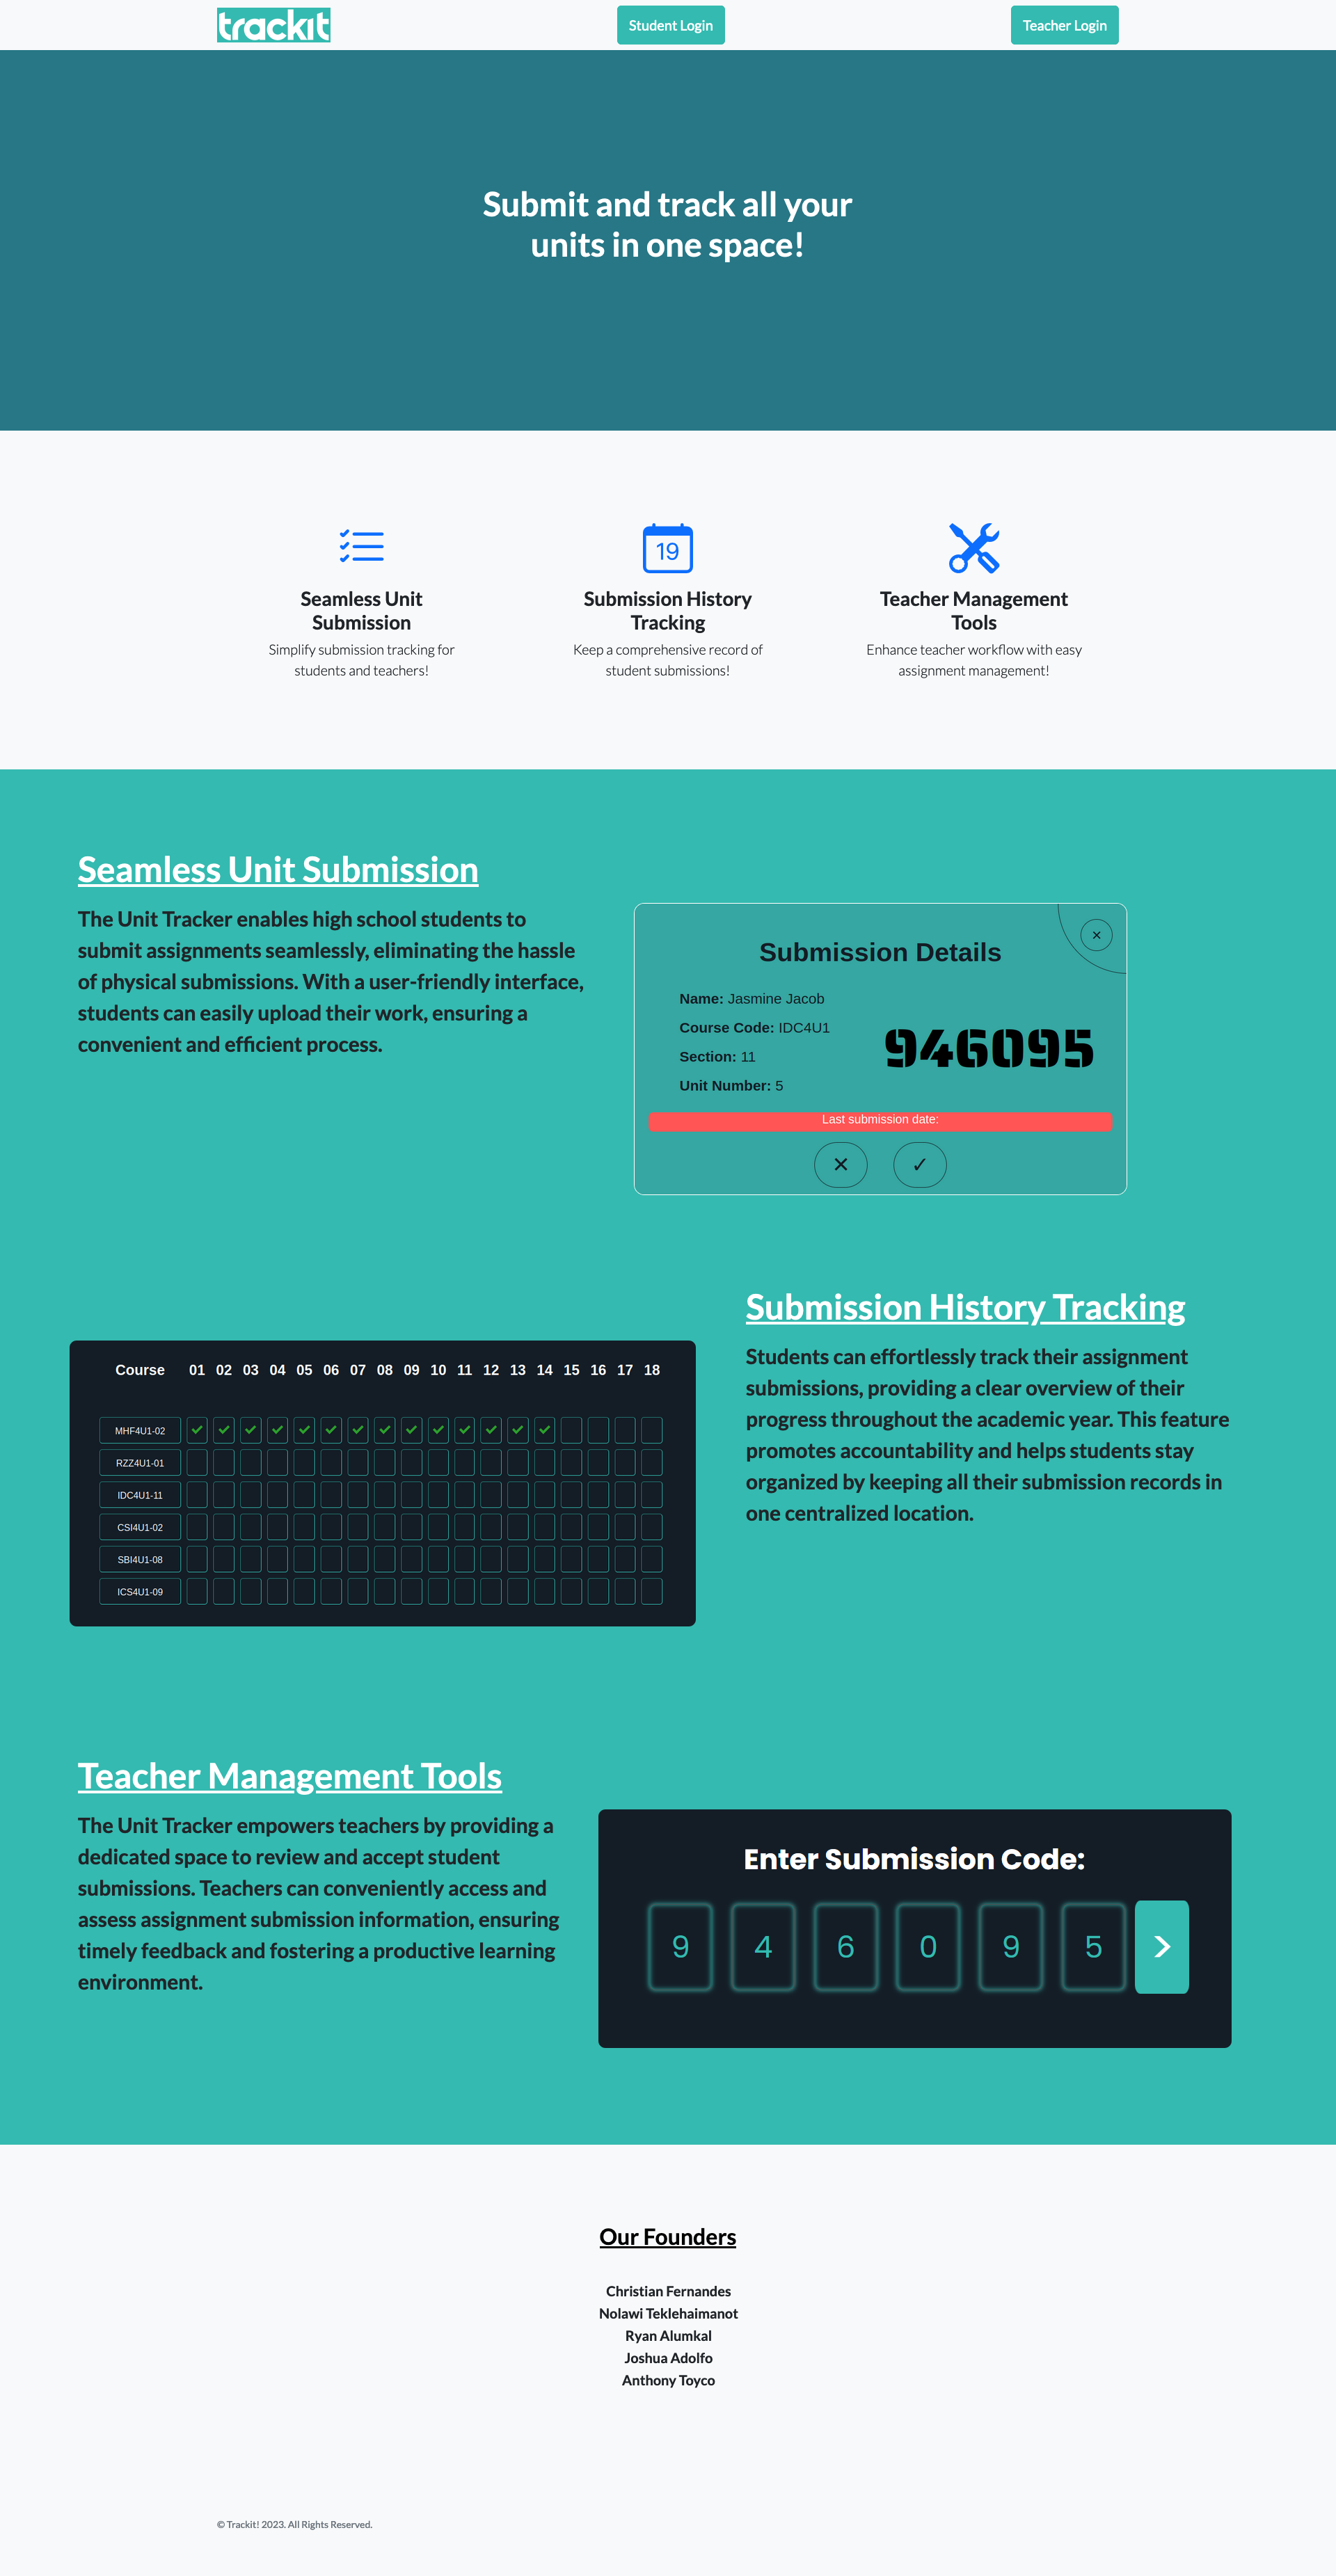 trackit
Student Login
Teacher Login
Submit and track all your
units in one space!
19
Seamless Unit
Submission
Simplify submission tracking for
students and teachers!
Submission History
Tracking
Keep a comprehensive record of
student submissions!
Teacher Management
Tools
Enhance teacher workflow with easy
assignment management!
Seamless Unit Submission
The Unit Tracker enables high school students to
submit assignments seamlessly, eliminating the hassle
of physical submissions. With a user-friendly interface,
students can easily upload their work, ensuring a
convenient and efficient process.
Submission Details
Name: Jasmine Jacob
Course Code: IDC4U1
Section: 11
Unit Number: 5
946095
Last submission date:
Course 01 02 03 04 05 06 07 08 09 10 11 12 13 14 15 16 17 18
MHF4U1-02
RZZ4U1-01
IDC4U1-11
CSI4U1-02
SBI4U1-08
ICS4U1-09
Submission History Tracking
Students can effortlessly track their assignment
submissions, providing a clear overview of their
progress throughout the academic year. This feature
promotes accountability and helps students stay
organized by keeping all their submission records in
one centralized location.
Teacher Management Tools
The Unit Tracker empowers teachers by providing a
dedicated space to review and accept student
submissions. Teachers can conveniently access and
assess assignment submission information, ensuring
timely feedback and fostering a productive learning
environment.
Enter Submission Code:
9 4 6 0 9 5
Our Founders
Christian Fernandes
Nolawi Teklehaimanot
Ryan Alumkal
Joshua Adolfo
Anthony Toyco
© Trackit! 2023. All Rights Reserved.